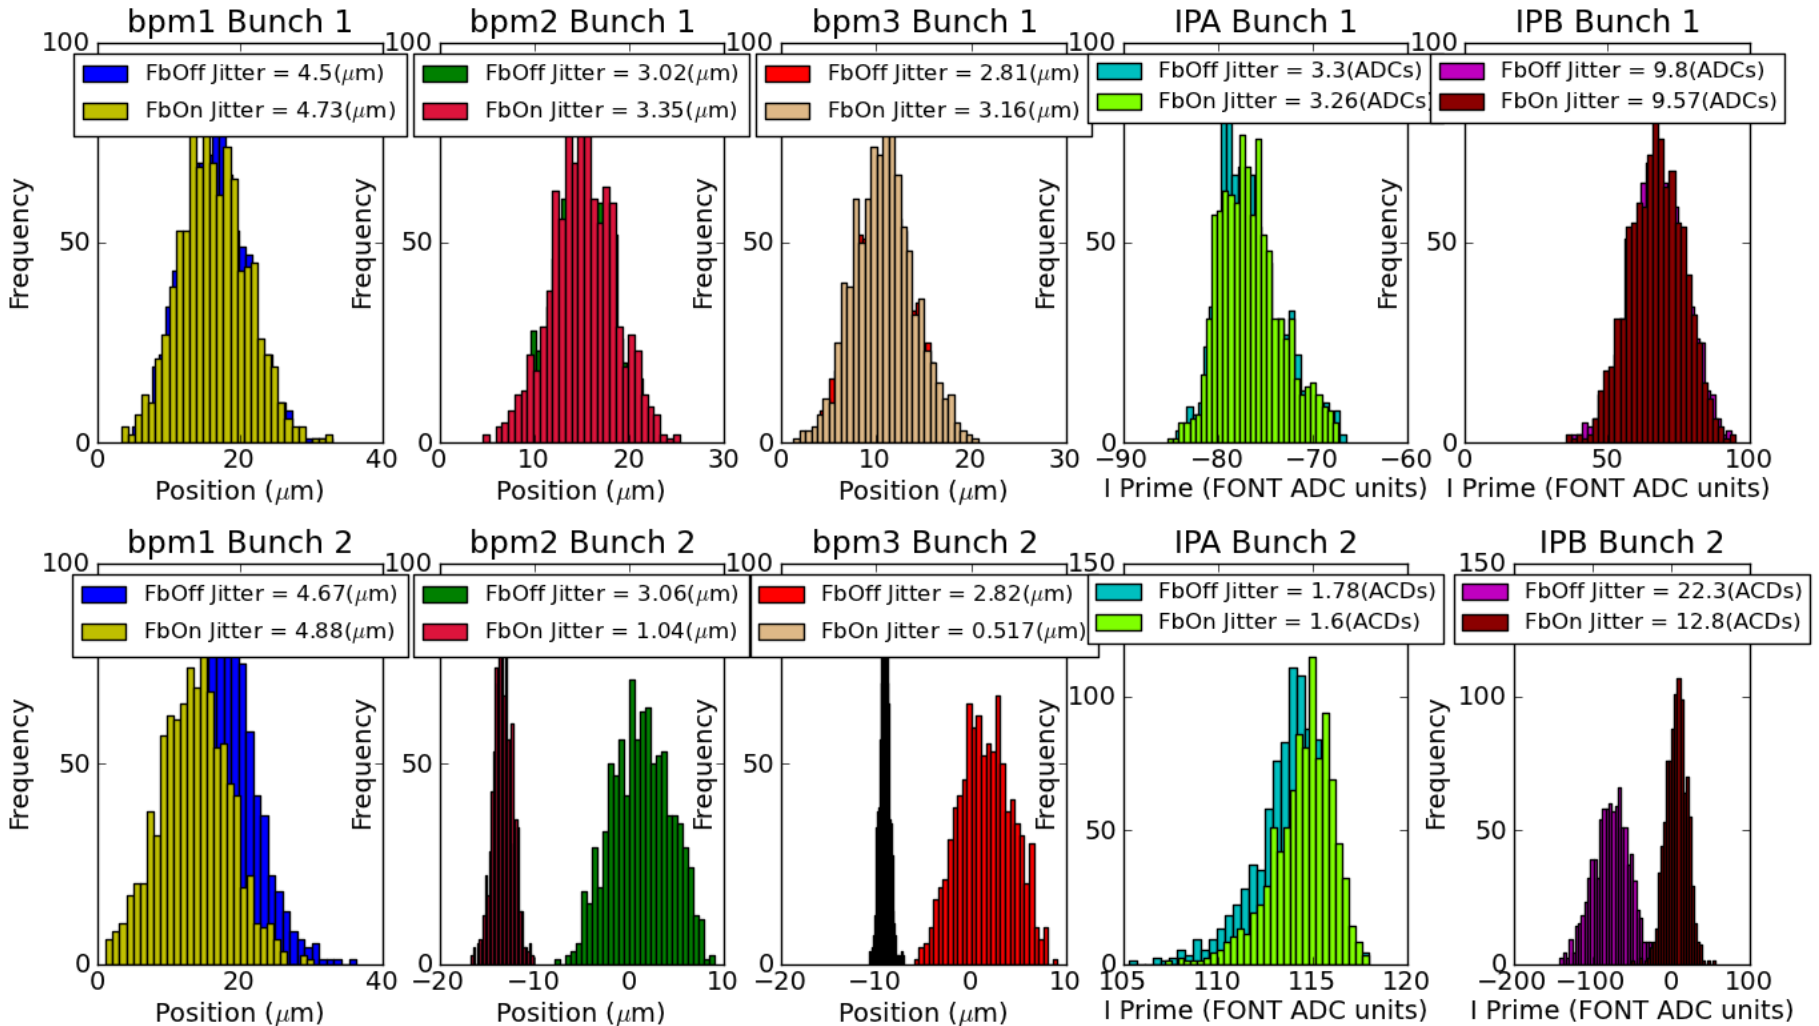 bpm1 Bunch 1
FbOff Jitter = 4.5(μm)
FbOn Jitter = 4.73(μm)
100
50
0
Frequency
0 20 40
Position (μm)
bpm2 Bunch 1
FbOff Jitter = 3.02(μm)
FbOn Jitter = 3.35(μm)
100
50
0
Frequency
0 10 20 30
Position (μm)
bpm3 Bunch 1
FbOff Jitter = 2.81(μm)
FbOn Jitter = 3.16(μm)
100
50
0
Frequency
0 10 20 30
Position (μm)
IPA Bunch 1
FbOff Jitter = 3.3(ADCs)
FbOn Jitter = 3.26(ADCs)
100
50
0
Frequency
−90 −80 −70 −60
I Prime (FONT ADC units)
IPB Bunch 1
FbOff Jitter = 9.8(ADCs)
FbOn Jitter = 9.57(ADCs)
100
50
0
Frequency
0 50 100
I Prime (FONT ADC units)
bpm1 Bunch 2
FbOff Jitter = 4.67(μm)
FbOn Jitter = 4.88(μm)
100
50
0
Frequency
0 20 40
Position (μm)
bpm2 Bunch 2
FbOff Jitter = 3.06(μm)
FbOn Jitter = 1.04(μm)
100
50
0
Frequency
−20 −10 0 10
Position (μm)
bpm3 Bunch 2
FbOff Jitter = 2.82(μm)
FbOn Jitter = 0.517(μm)
100
50
0
Frequency
−20 −10 0 10
Position (μm)
IPA Bunch 2
FbOff Jitter = 1.78(ACDs)
FbOn Jitter = 1.6(ACDs)
150
100
50
0
Frequency
105 110 115 120
I Prime (FONT ADC units)
IPB Bunch 2
FbOff Jitter = 22.3(ACDs)
FbOn Jitter = 12.8(ACDs)
150
100
50
0
Frequency
−200 −100 0 100
I Prime (FONT ADC units)